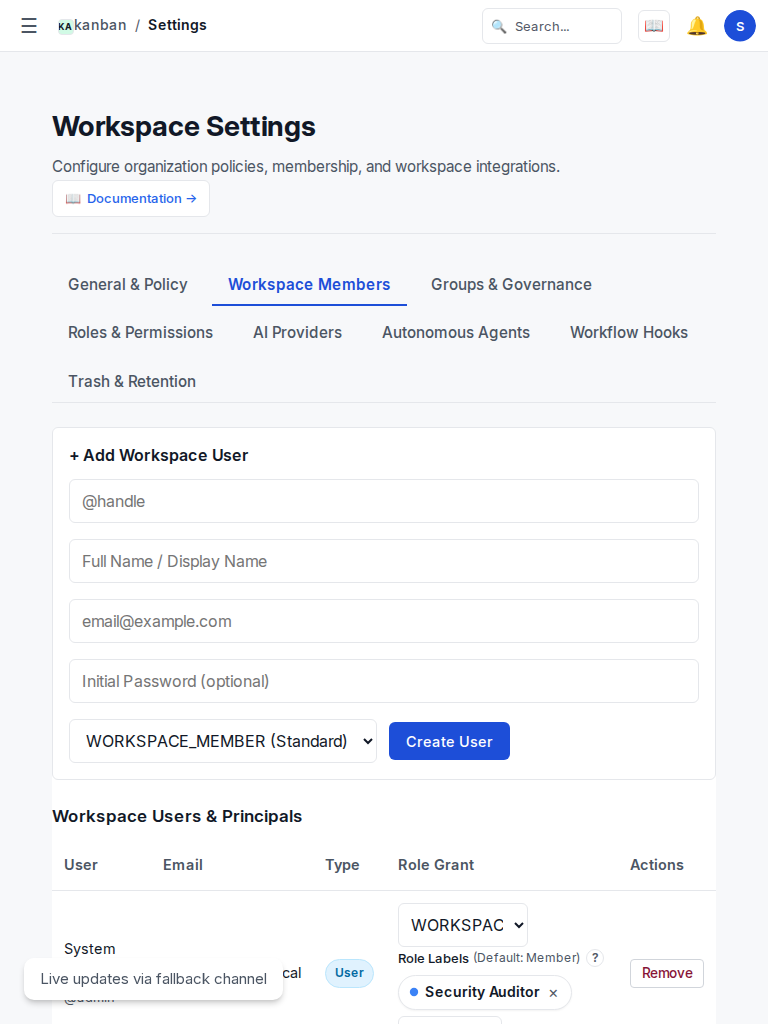 KA kanban / Settings
Search...
S
Workspace Settings
Configure organization policies, membership, and workspace integrations.
Documentation →
General & Policy
Workspace Members
Groups & Governance
Roles & Permissions
AI Providers
Autonomous Agents
Workflow Hooks
Trash & Retention
+ Add Workspace User
@handle
Full Name / Display Name
email@example.com
Initial Password (optional)
WORKSPACE_MEMBER (Standard)
Create User
Workspace Users & Principals
User Email Type Role Grant Actions
WORKSPAC
System
Role Labels (Default: Member) ?
User
Remove
Security Auditor ×
Live updates via fallback channel